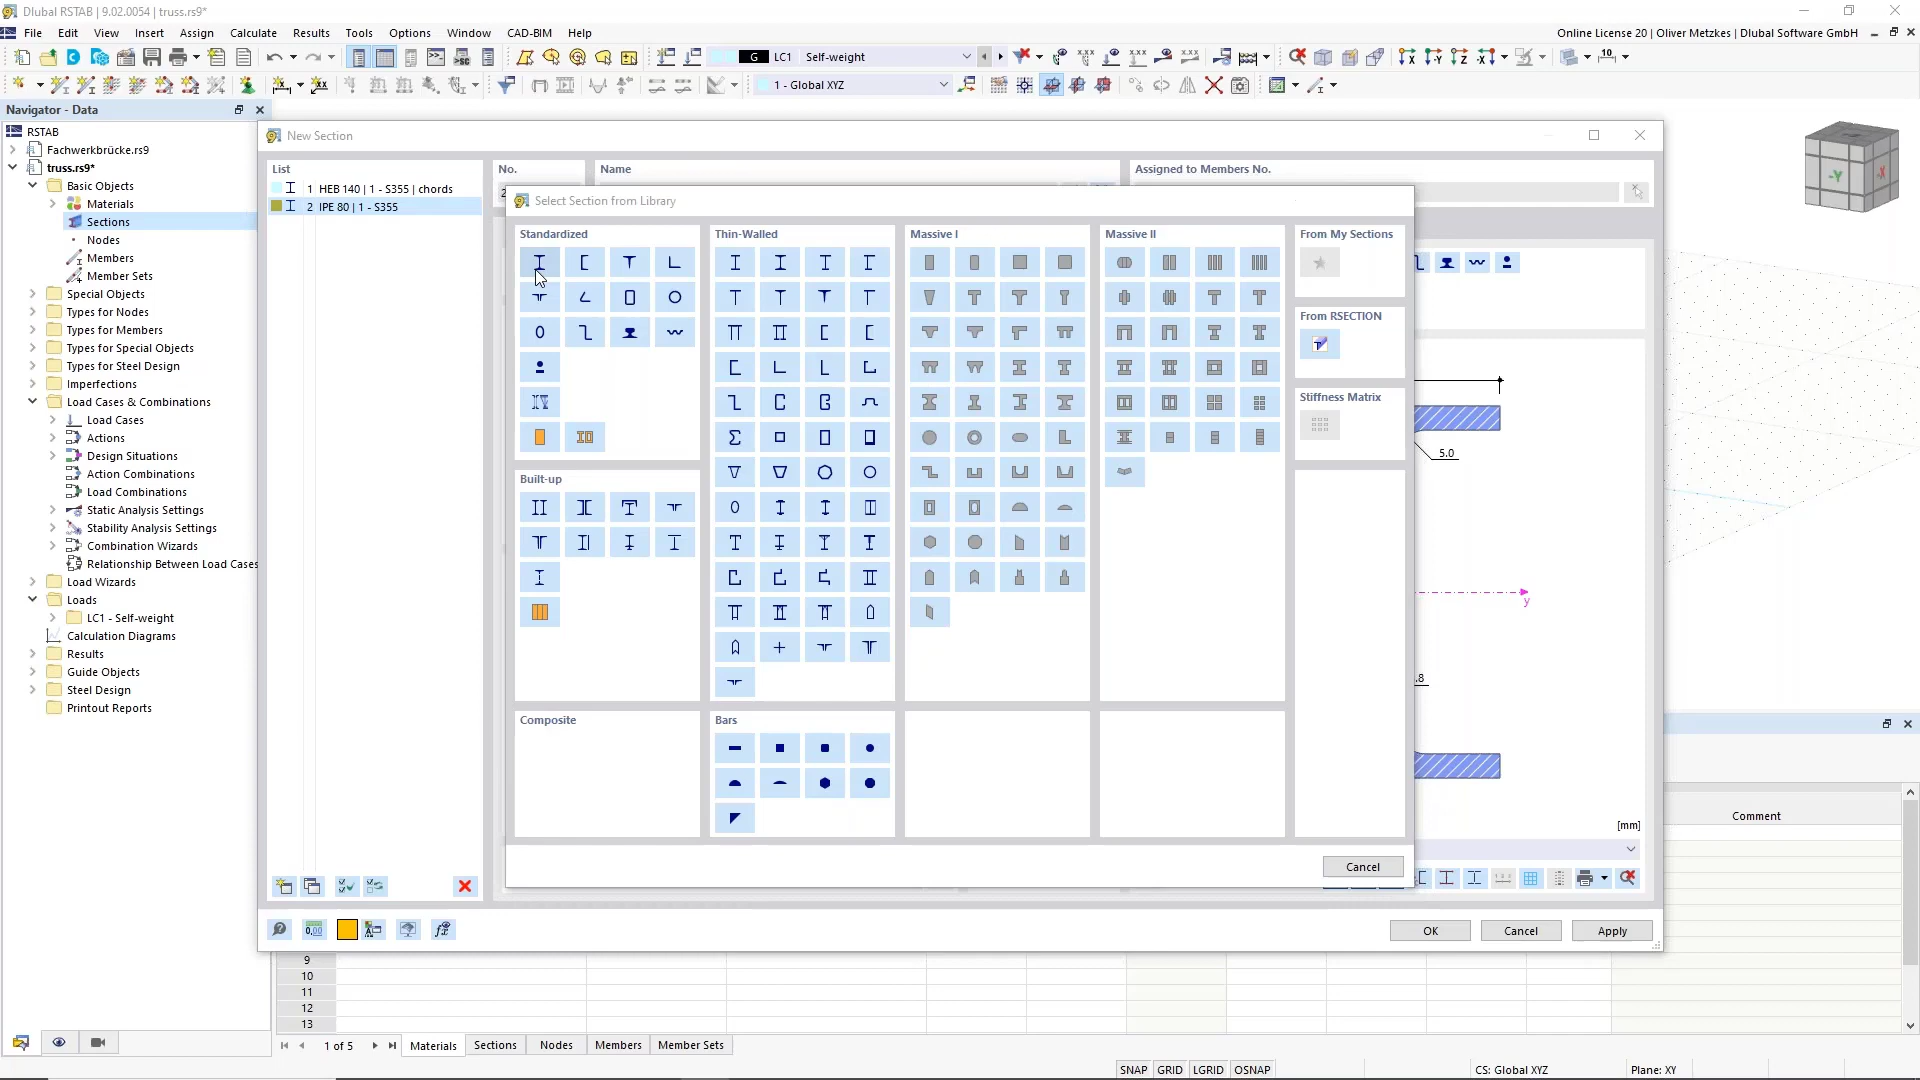 Dlubal RSTAB | 9.02.0054 | truss.rs9*
File Edit View Insert Assign Calculate Results Tools Options Window CAD-BIM Help
Online License 20 | Oliver Metzkes | Dlubal Software GmbH
G LC1 Self-weight
1 - Global XYZ
Navigator - Data
RSTAB
Fachwerkbrücke.rs9
truss.rs9*
Basic Objects
Materials
Sections
Nodes
Members
Member Sets
Special Objects
Types for Nodes
Types for Members
Types for Special Objects
Types for Steel Design
Imperfections
Load Cases & Combinations
Load Cases
Actions
Design Situations
Action Combinations
Load Combinations
Static Analysis Settings
Stability Analysis Settings
Combination Wizards
Relationship Between Load Cases
Load Wizards
Loads
LC1 - Self-weight
Calculation Diagrams
Results
Guide Objects
Steel Design
Printout Reports
New Section
List
1 HEB 140 | 1 - S355 | chords
2 IPE 80 | 1 - S355
No.
Name
Assigned to Members No.
Select Section from Library
Standardized
Thin-Walled
Massive I
Massive II
From My Sections
From RSECTION
Stiffness Matrix
Built-up
Composite
Bars
Cancel
5.0
y
.8
[mm]
OK Cancel Apply
Comment
9
10
11
12
13
1 of 5 Materials Sections Nodes Members Member Sets
SNAP GRID LGRID OSNAP CS: Global XYZ Plane: XY
-Y
-X